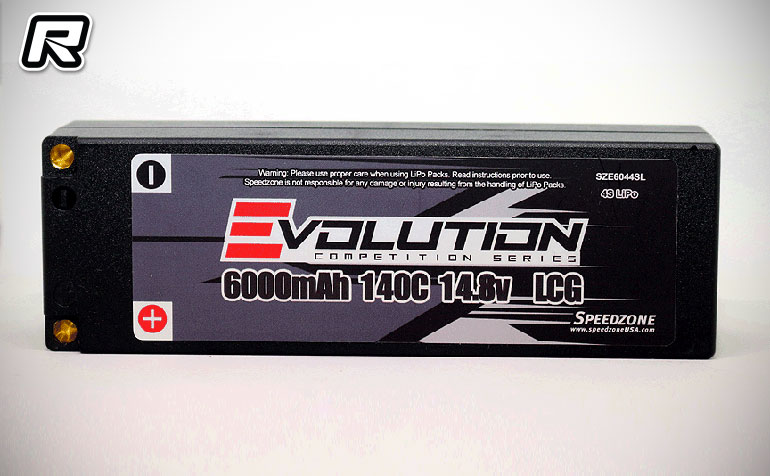 R
Warning: Please use proper care when using LiPo Packs. Read instructions prior to use.
Speedzone is not responsible for any damage or injury resulting from the handling of LiPo Packs.
SZE6044SL
4S LiPo
EVOLUTION
COMPETITION SERIES
6000mAh 140C 14.8v LCG
SPEEDZONE
www.speedzoneUSA.com